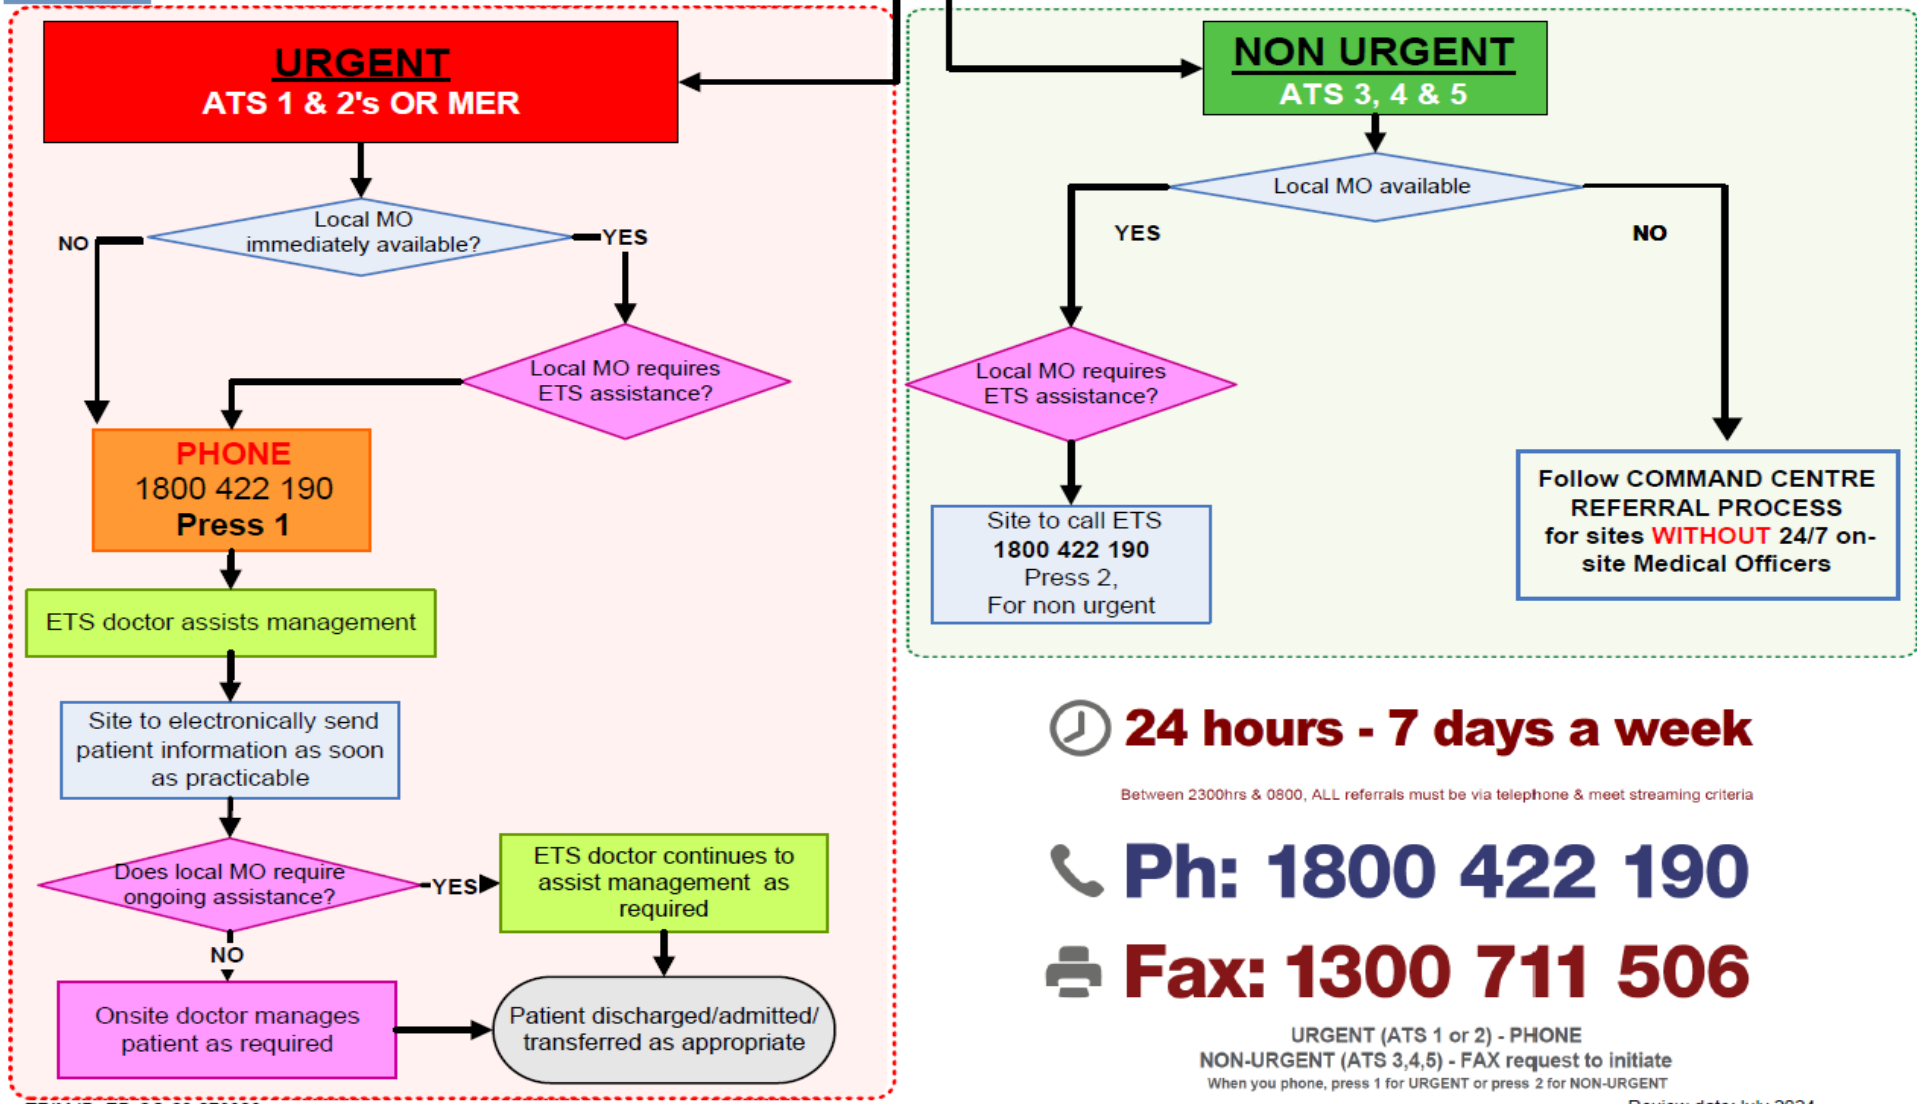 URGENT
ATS 1 & 2's OR MER
Local MO
immediately available?
NO
YES
Local MO requires
ETS assistance?
PHONE
1800 422 190
Press 1
ETS doctor assists management
Site to electronically send
patient information as soon
as practicable
Does local MO require
ongoing assistance?
YES
ETS doctor continues to
assist management as
required
NO
Onsite doctor manages
patient as required
Patient discharged/admitted/
transferred as appropriate
NON URGENT
ATS 3, 4 & 5
Local MO available
YES
NO
Local MO requires
ETS assistance?
Site to call ETS
1800 422 190
Press 2,
For non urgent
Follow COMMAND CENTRE
REFERRAL PROCESS
for sites WITHOUT 24/7 on-
site Medical Officers
24 hours - 7 days a week
Between 2300hrs & 0800, ALL referrals must be via telephone & meet streaming criteria
Ph: 1800 422 190
Fax: 1300 711 506
URGENT (ATS 1 or 2) - PHONE
NON-URGENT (ATS 3,4,5) - FAX request to initiate
When you phone, press 1 for URGENT or press 2 for NON-URGENT